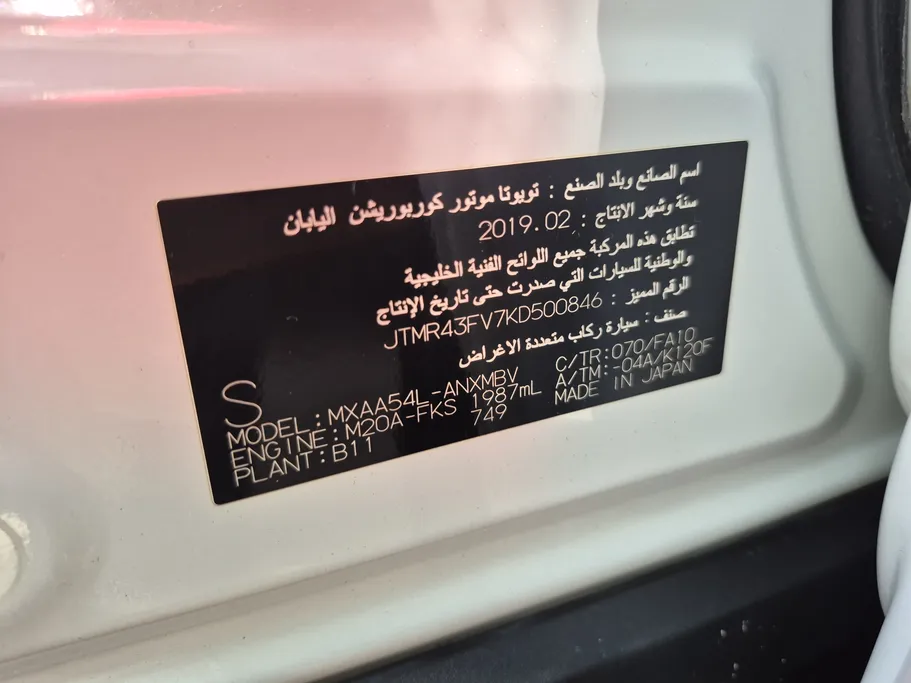 اسم الصانع وبلد الصنع : تويوتا موتور كوربوريشن اليابان
سنة وشهر الانتاج : 2019.02
تطابق هذه المركبة جميع اللوائح الفنية الخليجية
والوطنية للسيارات التي صدرت حتى تاريخ الإنتاج
الرقم المميز : JTMR43FV7KD500846
صنف : سيارة ركاب متعددة الاغراض
S
MODEL:MXAA54L-ANXMBV C/TR:070/FA10
ENGINE:M20A-FKS 1987mL A/TM:-04A/K120F
PLANT:B11 749 MADE IN JAPAN